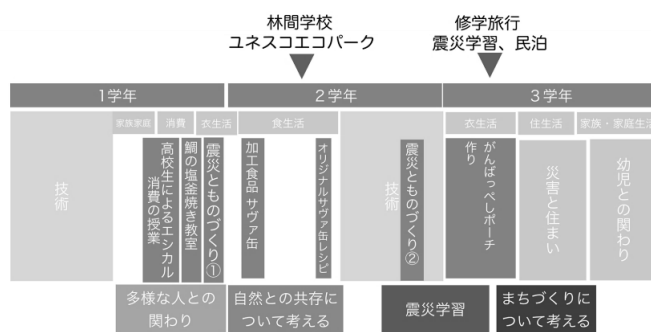 林間学校
ユネスコエコパーク
修学旅行
震災学習、民泊
1学年
2学年
3学年
家族家庭
消費
衣生活
食生活
衣生活
住生活
家族・家庭生活
技術
高校生によるエシカル
消費の授業
鯛の塩釜焼き教室
震災とものづくり①
加工食品 サヴァ缶
オリジナルサヴァ缶レシピ
技術
震災とものづくり②
がんばっぺしポーチ
作り
災害と住まい
幼児との関わり
多様な人との
関わり
自然との共存に
ついて考える
震災学習
まちづくりに
ついて考える